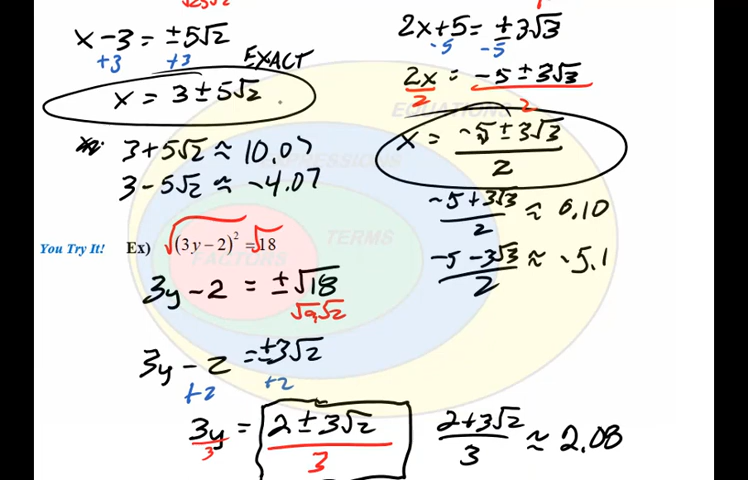 x - 3 = ±5√2
+3 +3
EXACT
x = 3 ± 5√2
3 + 5√2 ≈ 10.07
3 - 5√2 ≈ -4.07
2x + 5 = ±3√3
-5 -5
2x = -5 ± 3√3
2 2
x = -5 ± 3√3
2
-5 + 3√3 ≈ 0.10
2
-5 - 3√3 ≈ -5.1
2
EQUATIONS
EXPRESSIONS
TERMS
FACTORS
You Try It! Ex) √(3y - 2)² = √18
3y - 2 = ±√18
√9√2
3y - 2 = ±3√2
+2 +2
3y = 2 ± 3√2
3 3
2 + 3√2 ≈ 2.08
3